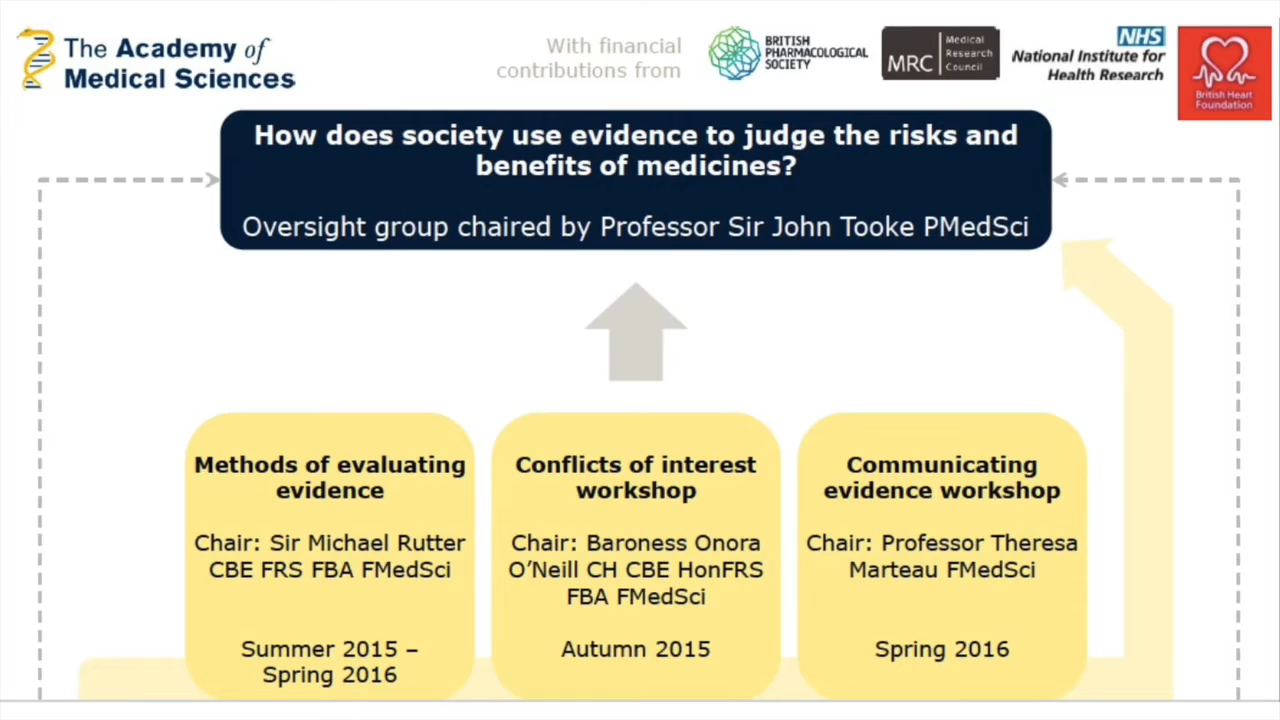 The Academy of
Medical Sciences
With financial
contributions from
BRITISH
PHARMACOLOGICAL
SOCIETY
MRC
Medical
Research
Council
NHS
National Institute for
Health Research
British Heart
Foundation
How does society use evidence to judge the risks and
benefits of medicines?
Oversight group chaired by Professor Sir John Tooke PMedSci
Methods of evaluating
evidence
Chair: Sir Michael Rutter
CBE FRS FBA FMedSci
Summer 2015 –
Spring 2016
Conflicts of interest
workshop
Chair: Baroness Onora
O’Neill CH CBE HonFRS
FBA FMedSci
Autumn 2015
Communicating
evidence workshop
Chair: Professor Theresa
Marteau FMedSci
Spring 2016